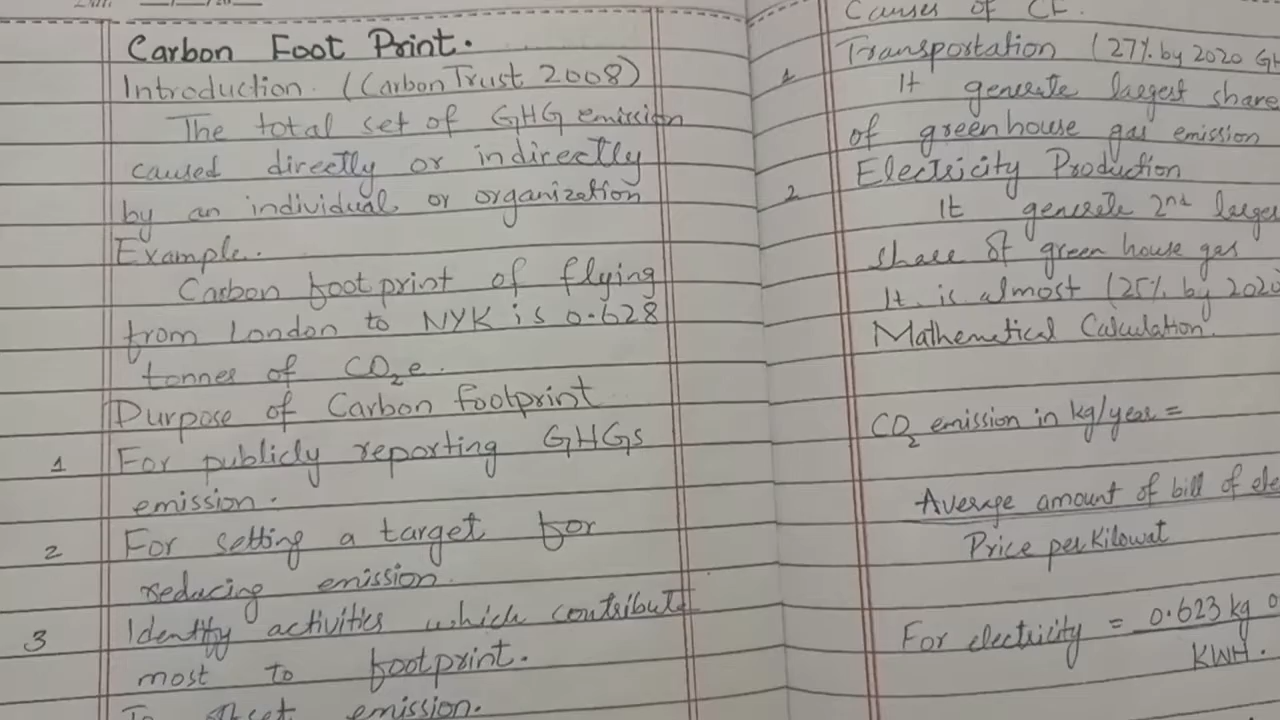 Carbon Foot Print.
Introduction. (Carbon Trust 2008)
The total set of GHG emission
caused directly or indirectly
by an individual or organization
Example.
Carbon footprint of flying
from London to NYK is 0.628
tonnes of CO2e.
Purpose of Carbon footprint
1 For publicly reporting GHGs
emission.
2 For setting a target for
reducing emission.
3 Identify activities which contribute
most to footprint.
To emission.
Causes of CF.
1 Transportation (27% by 2020 GH
It generate largest share
of greenhouse gas emission
2 Electricity Production
It generate 2nd larges
share of green house gas
It is almost (25% by 2020
Mathemetical Calculation.
CO2 emission in kg/year =
Average amount of bill of ele
Price per Kilowat
For electricity = 0.623 kg o
KWH.